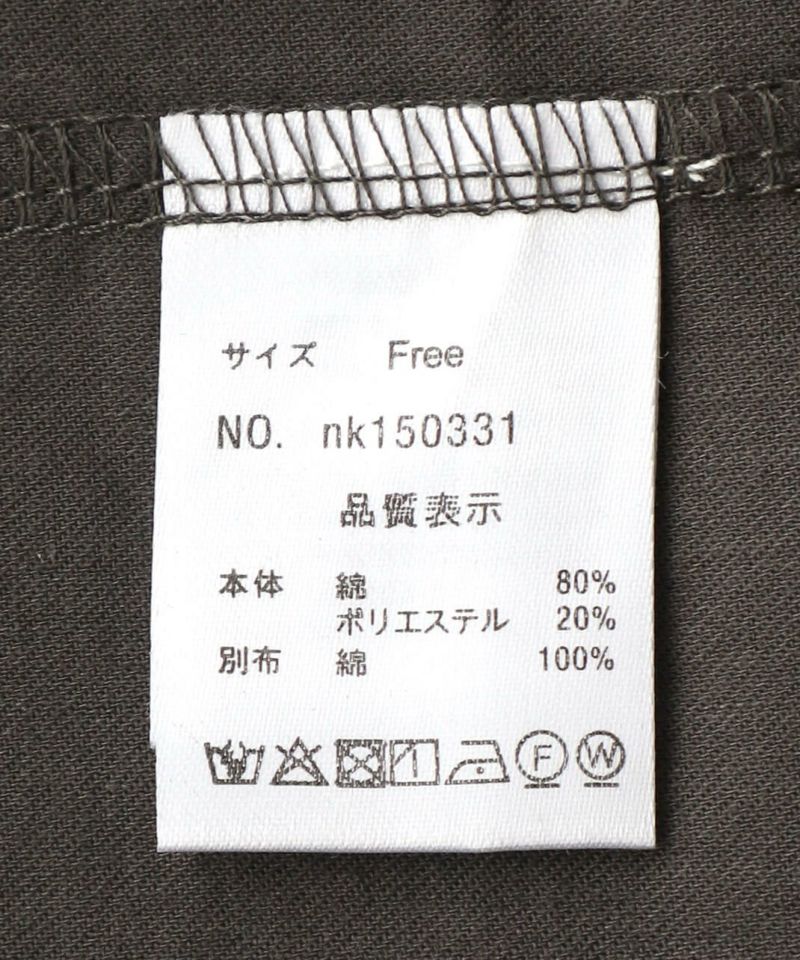 サイズ Free
NO. nk150331
品質表示
本体 綿 80%
ポリエステル 20%
別布 綿 100%
F W